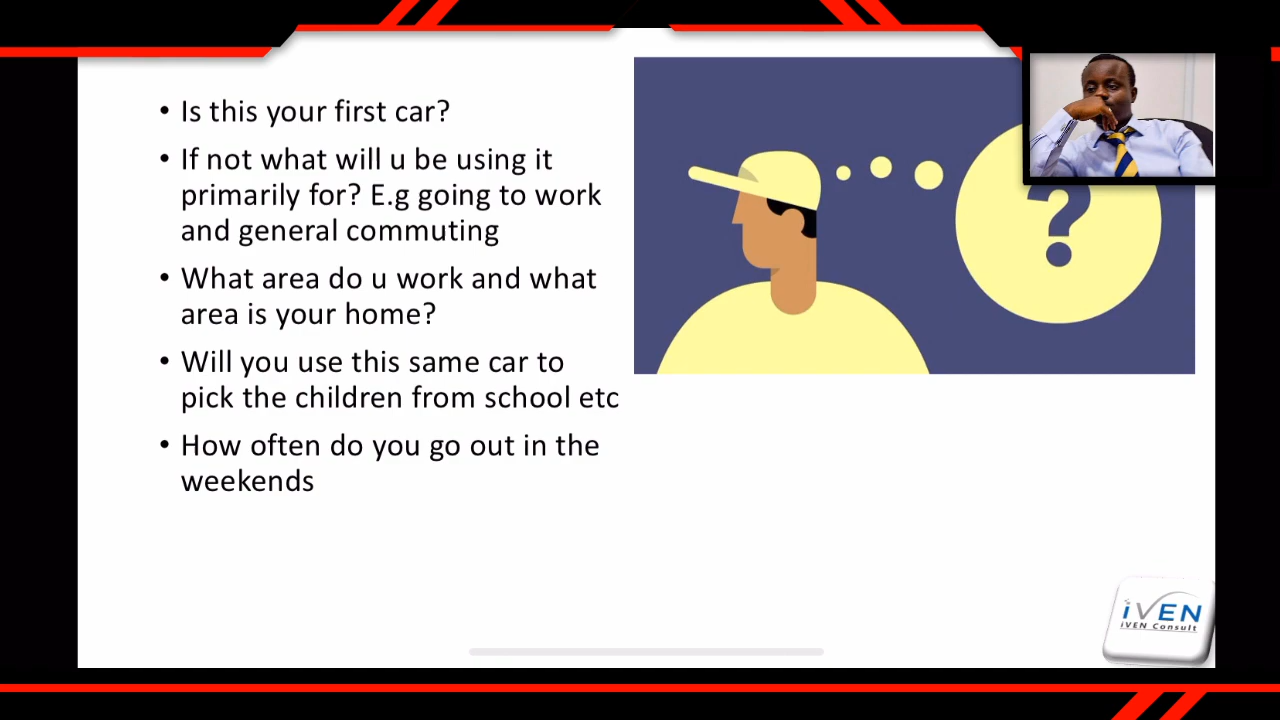 • Is this your first car?
• If not what will u be using it
primarily for? E.g going to work
and general commuting
• What area do u work and what
area is your home?
• Will you use this same car to
pick the children from school etc
• How often do you go out in the
weekends
?
iVEN
iVEN Consult